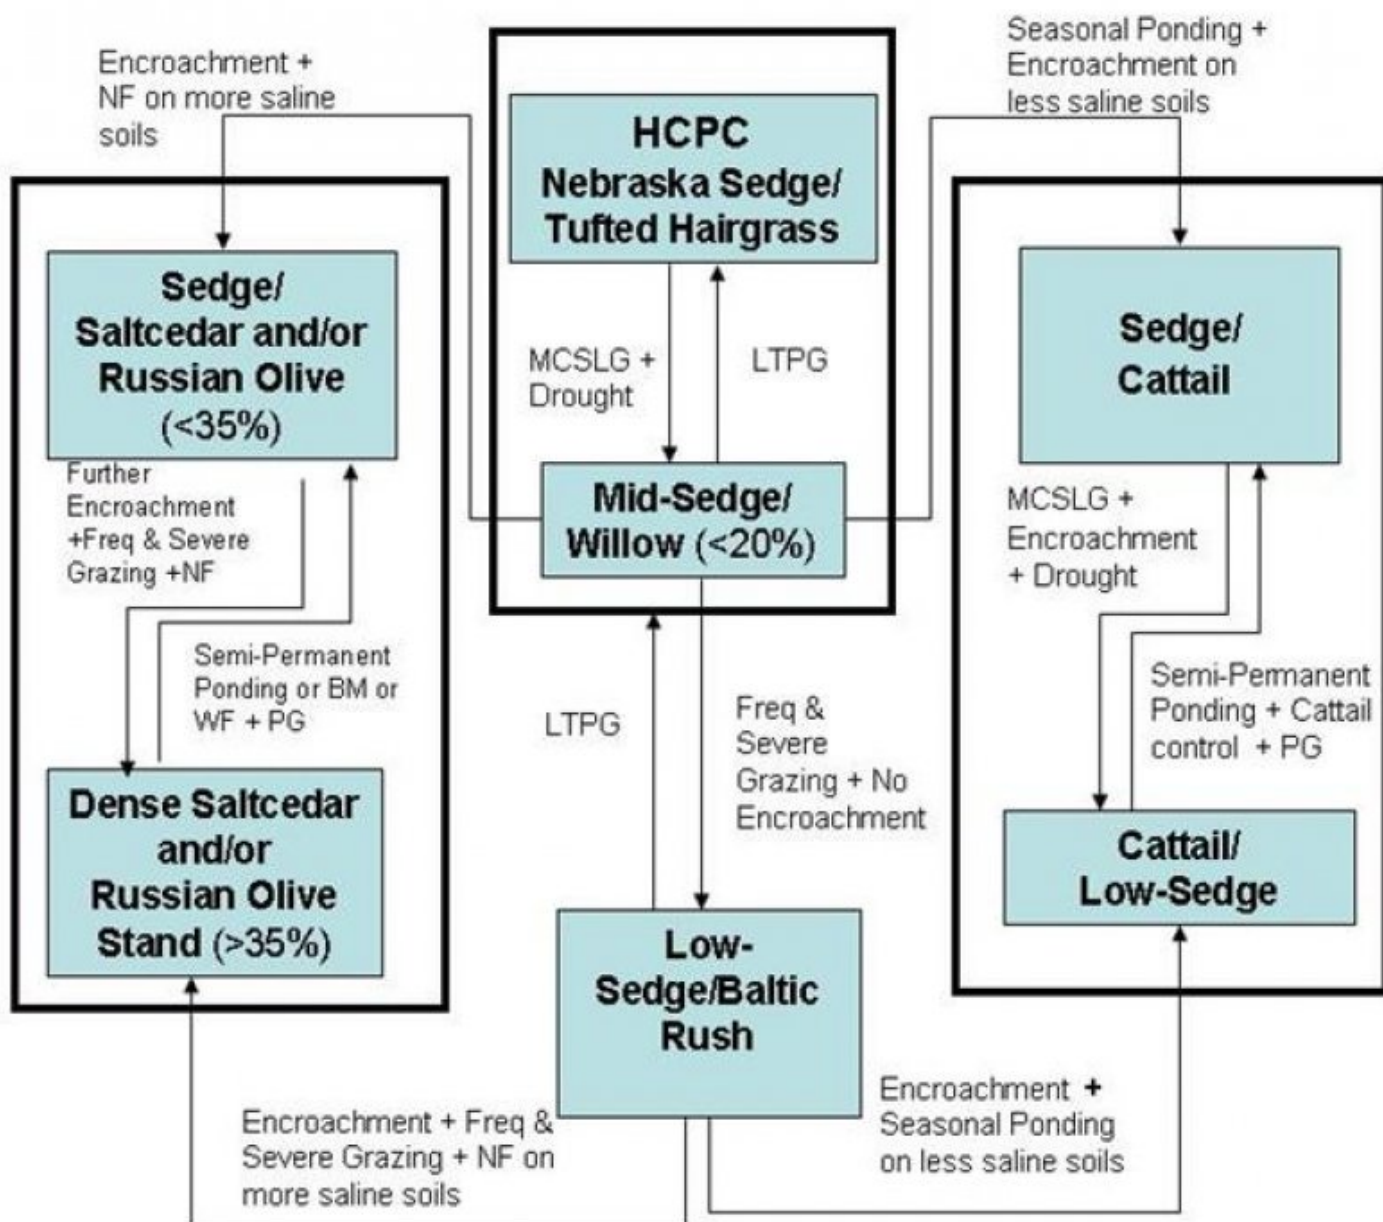 Encroachment +
NF on more saline
soils
Seasonal Ponding +
Encroachment on
less saline soils
HCPC
Nebraska Sedge/
Tufted Hairgrass
Sedge/
Saltcedar and/or
Russian Olive
(<35%)
Sedge/
Cattail
MCSLG +
Drought
LTPG
Mid-Sedge/
Willow (<20%)
Further
Encroachment
+Freq & Severe
Grazing +NF
MCSLG +
Encroachment
+ Drought
Semi-Permanent
Ponding or BM or
WF + PG
LTPG
Freq &
Severe
Grazing + No
Encroachment
Semi-Permanent
Ponding + Cattail
control + PG
Dense Saltcedar
and/or
Russian Olive
Stand (>35%)
Cattail/
Low-Sedge
Low-
Sedge/Baltic
Rush
Encroachment + Freq &
Severe Grazing + NF on
more saline soils
Encroachment +
Seasonal Ponding
on less saline soils